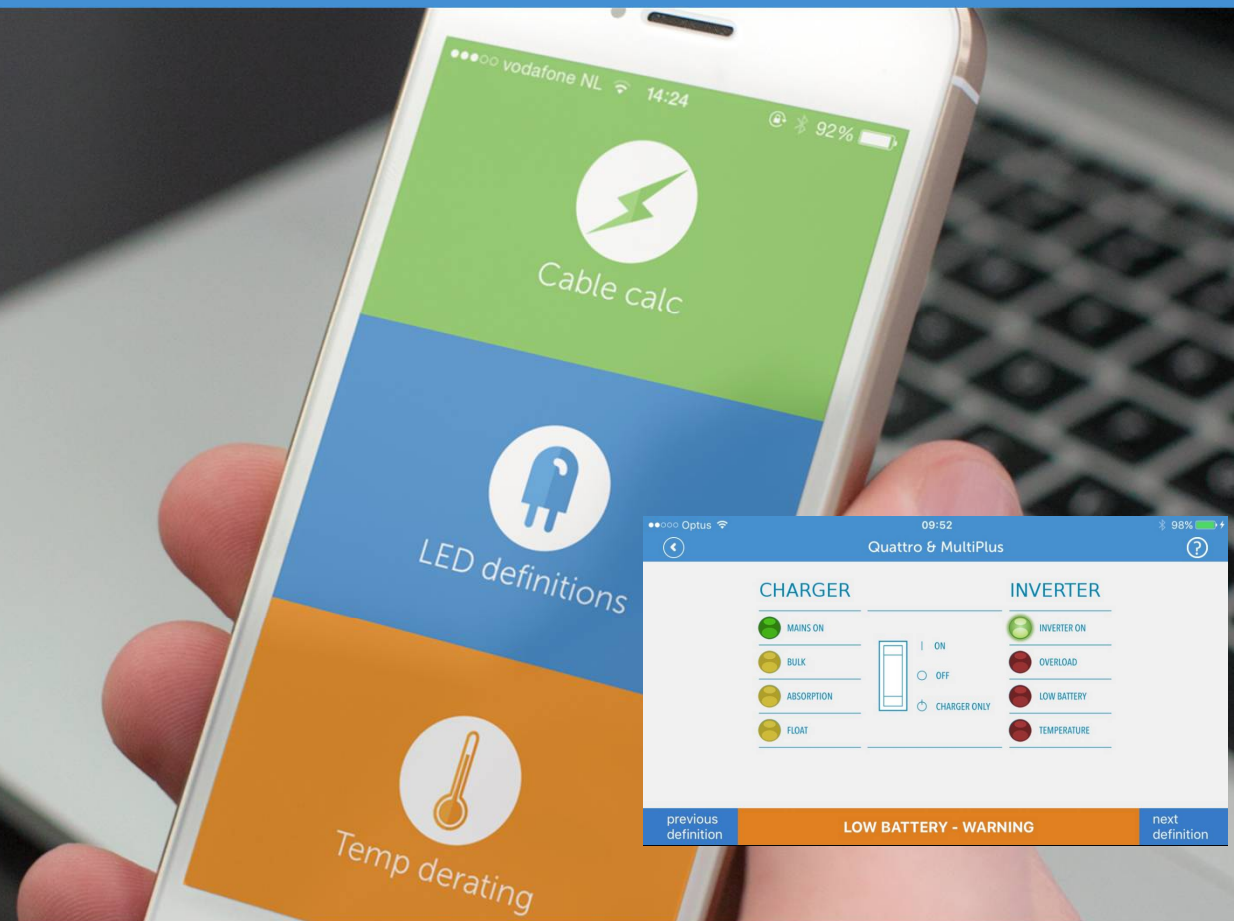 vodafone NL 14:24 92%
Cable calc
LED definitions
Temp derating
Optus 09:52 98%
Quattro & MultiPlus ?
CHARGER
MAINS ON
BULK
ABSORPTION
FLOAT
ON
OFF
CHARGER ONLY
INVERTER
INVERTER ON
OVERLOAD
LOW BATTERY
TEMPERATURE
previous
definition
LOW BATTERY - WARNING
next
definition